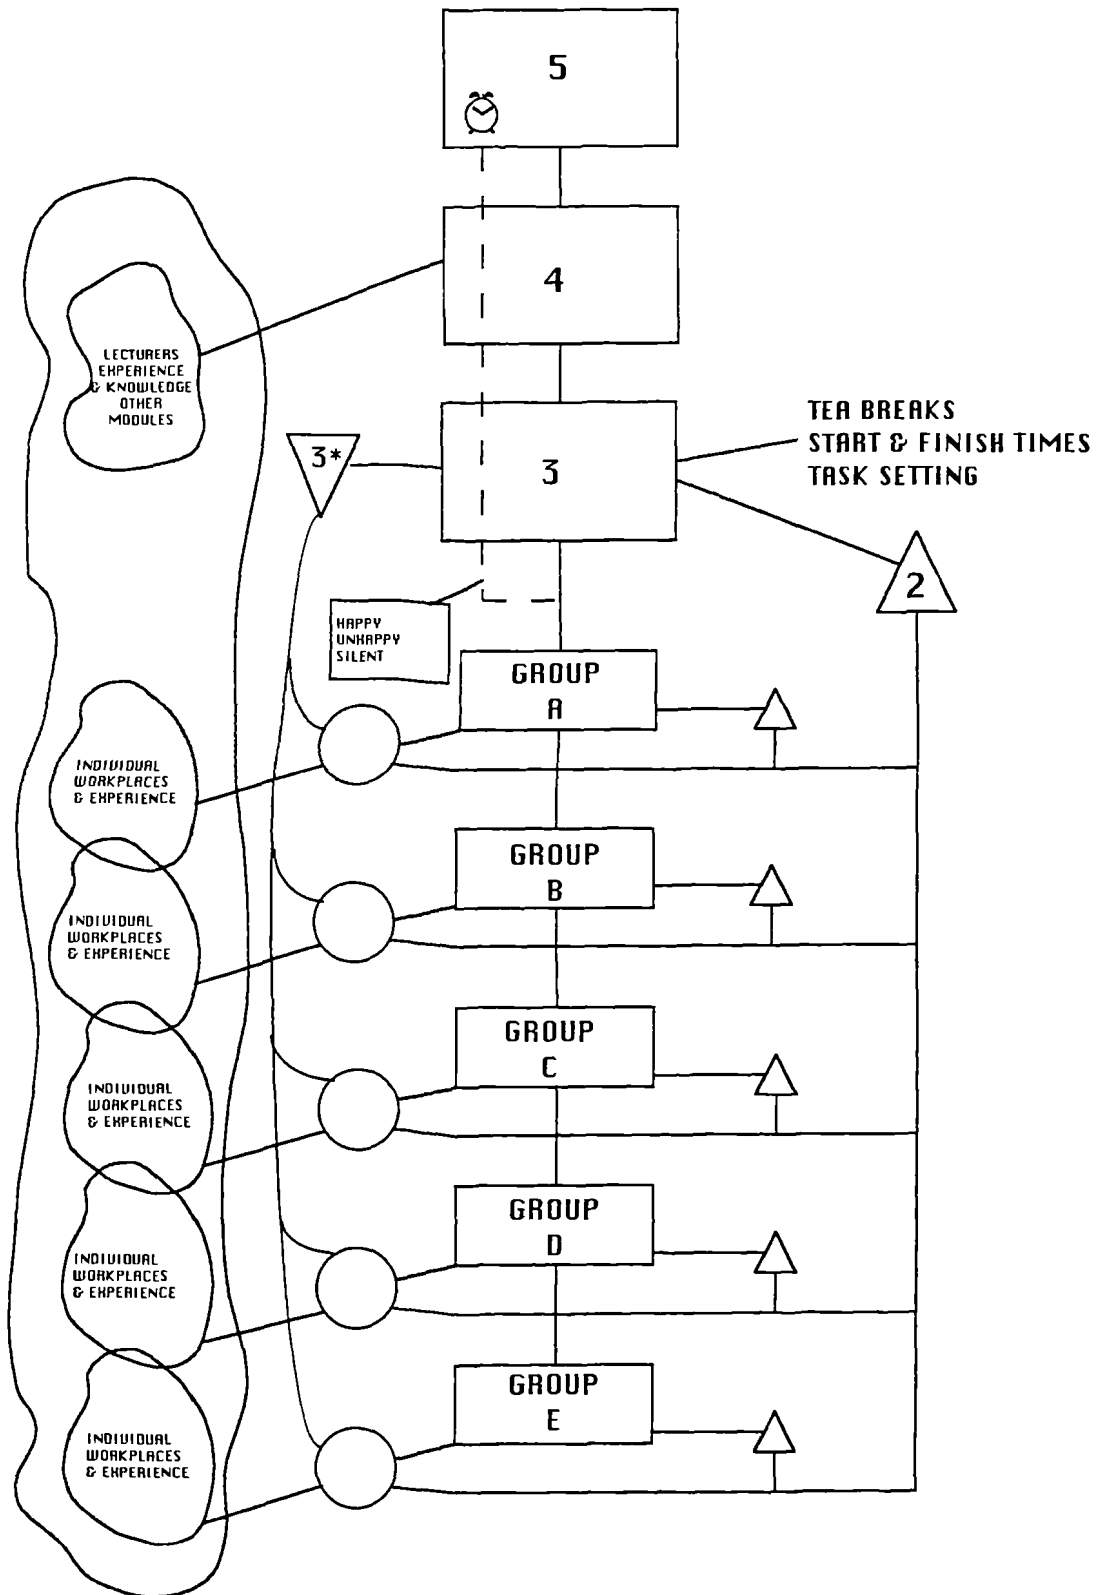 5
4
LECTURERS
EXPERIENCE
& KNOWLEDGE
OTHER
MODULES
3*
3
TEA BREAKS
START & FINISH TIMES
TASK SETTING
2
HAPPY
UNHAPPY
SILENT
GROUP
A
INDIVIDUAL
WORKPLACES
& EXPERIENCE
GROUP
B
INDIVIDUAL
WORKPLACES
& EXPERIENCE
GROUP
C
INDIVIDUAL
WORKPLACES
& EXPERIENCE
GROUP
D
INDIVIDUAL
WORKPLACES
& EXPERIENCE
GROUP
E
INDIVIDUAL
WORKPLACES
& EXPERIENCE